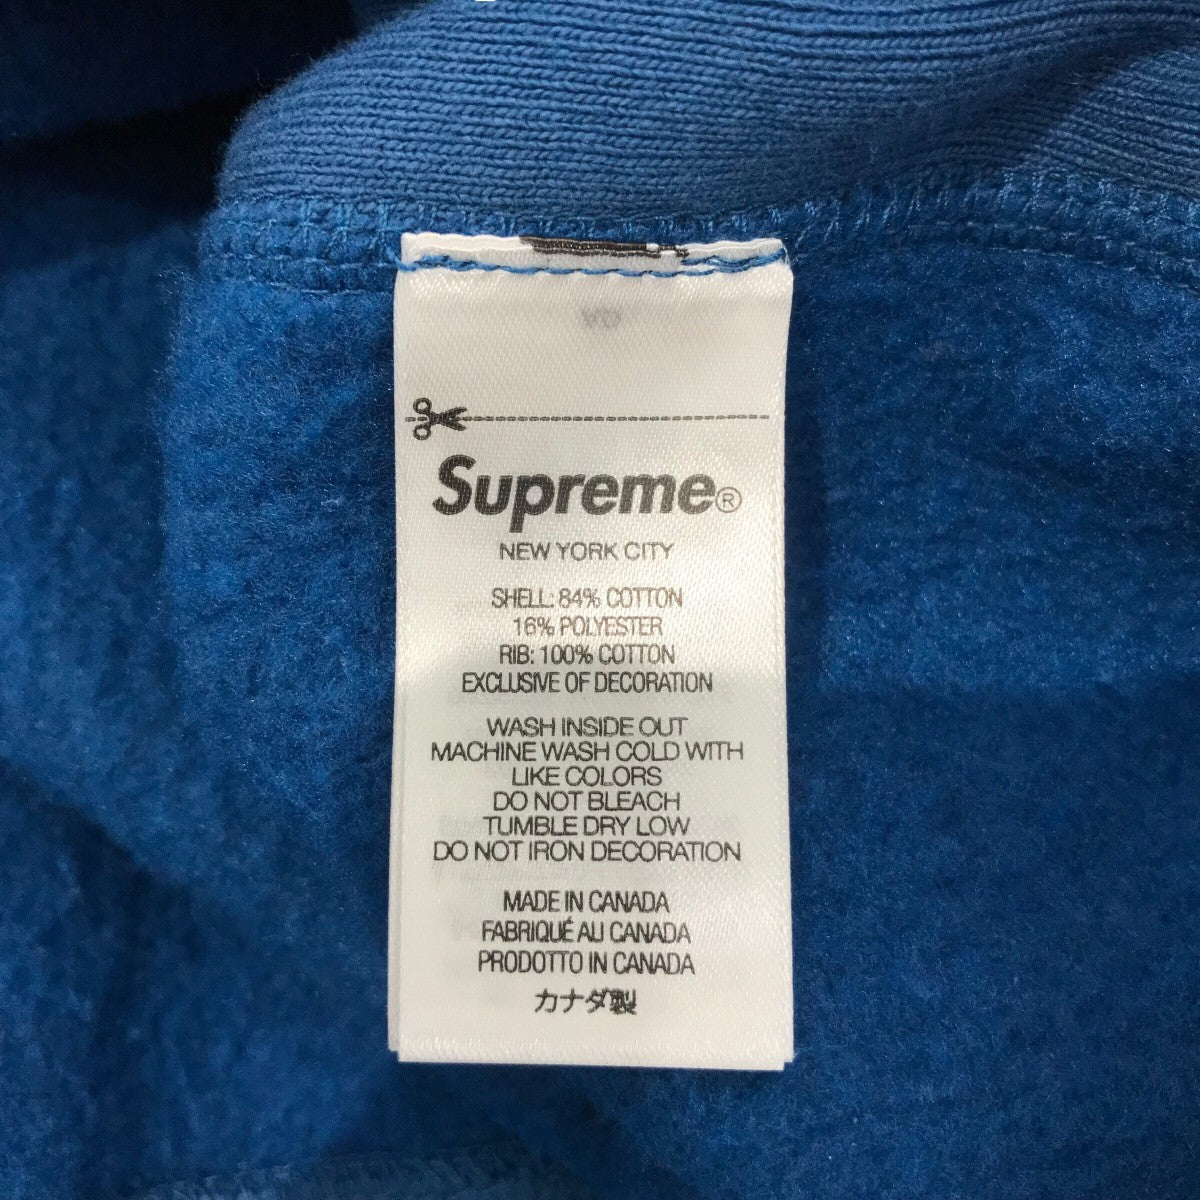 Supreme®
NEW YORK CITY
SHELL: 84% COTTON
16% POLYESTER
RIB: 100% COTTON
EXCLUSIVE OF DECORATION
WASH INSIDE OUT
MACHINE WASH COLD WITH
LIKE COLORS
DO NOT BLEACH
TUMBLE DRY LOW
DO NOT IRON DECORATION
MADE IN CANADA
FABRIQUÉ AU CANADA
PRODOTTO IN CANADA
カナダ製